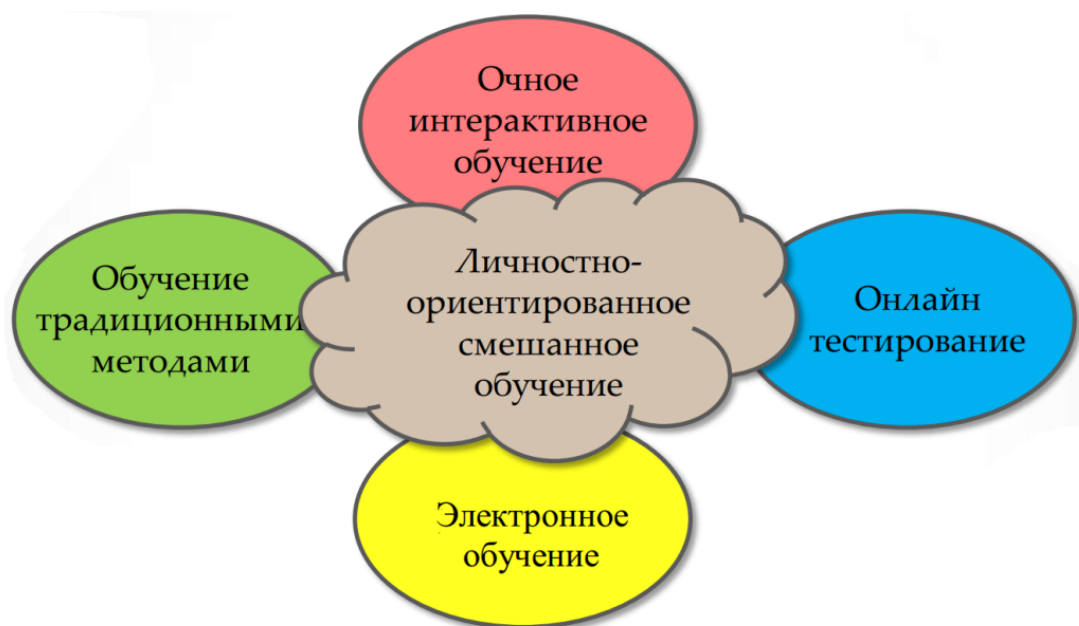 Очное
интерактивное
обучение
Обучение
традиционными
методами
Личностно-
ориентированное
смешанное
обучение
Онлайн
тестирование
Электронное
обучение